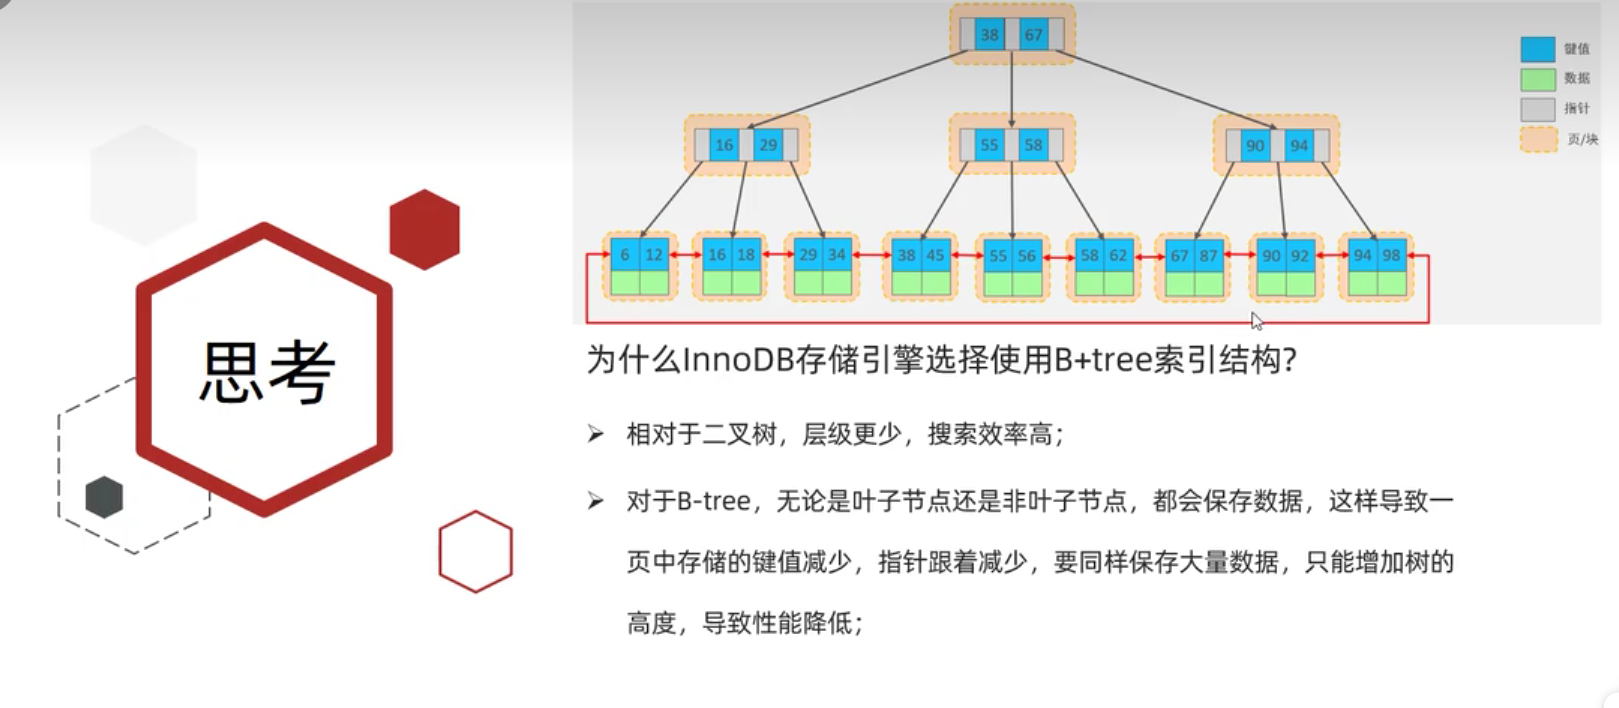 38 67
键值
数据
指针
页/块
16 29
55 58
90 94
6 12
16 18
29 34
38 45
55 56
58 62
67 87
90 92
94 98
思考
为什么InnoDB存储引擎选择使用B+tree索引结构?
➢ 相对于二叉树，层级更少，搜索效率高；
➢ 对于B-tree，无论是叶子节点还是非叶子节点，都会保存数据，这样导致一
页中存储的键值减少，指针跟着减少，要同样保存大量数据，只能增加树的
高度，导致性能降低；